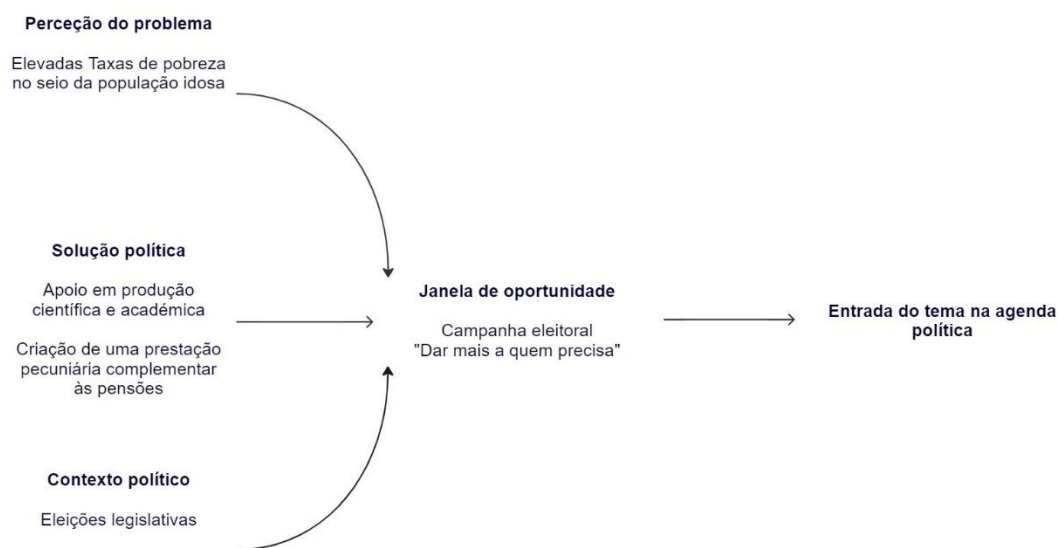 Perceção do problema
Elevadas Taxas de pobreza
no seio da população idosa
Solução política
Apoio em produção
científica e académica
Criação de uma prestação
pecuniária complementar
às pensões
Contexto político
Eleições legislativas
Janela de oportunidade
Campanha eleitoral
"Dar mais a quem precisa"
Entrada do tema na agenda
política